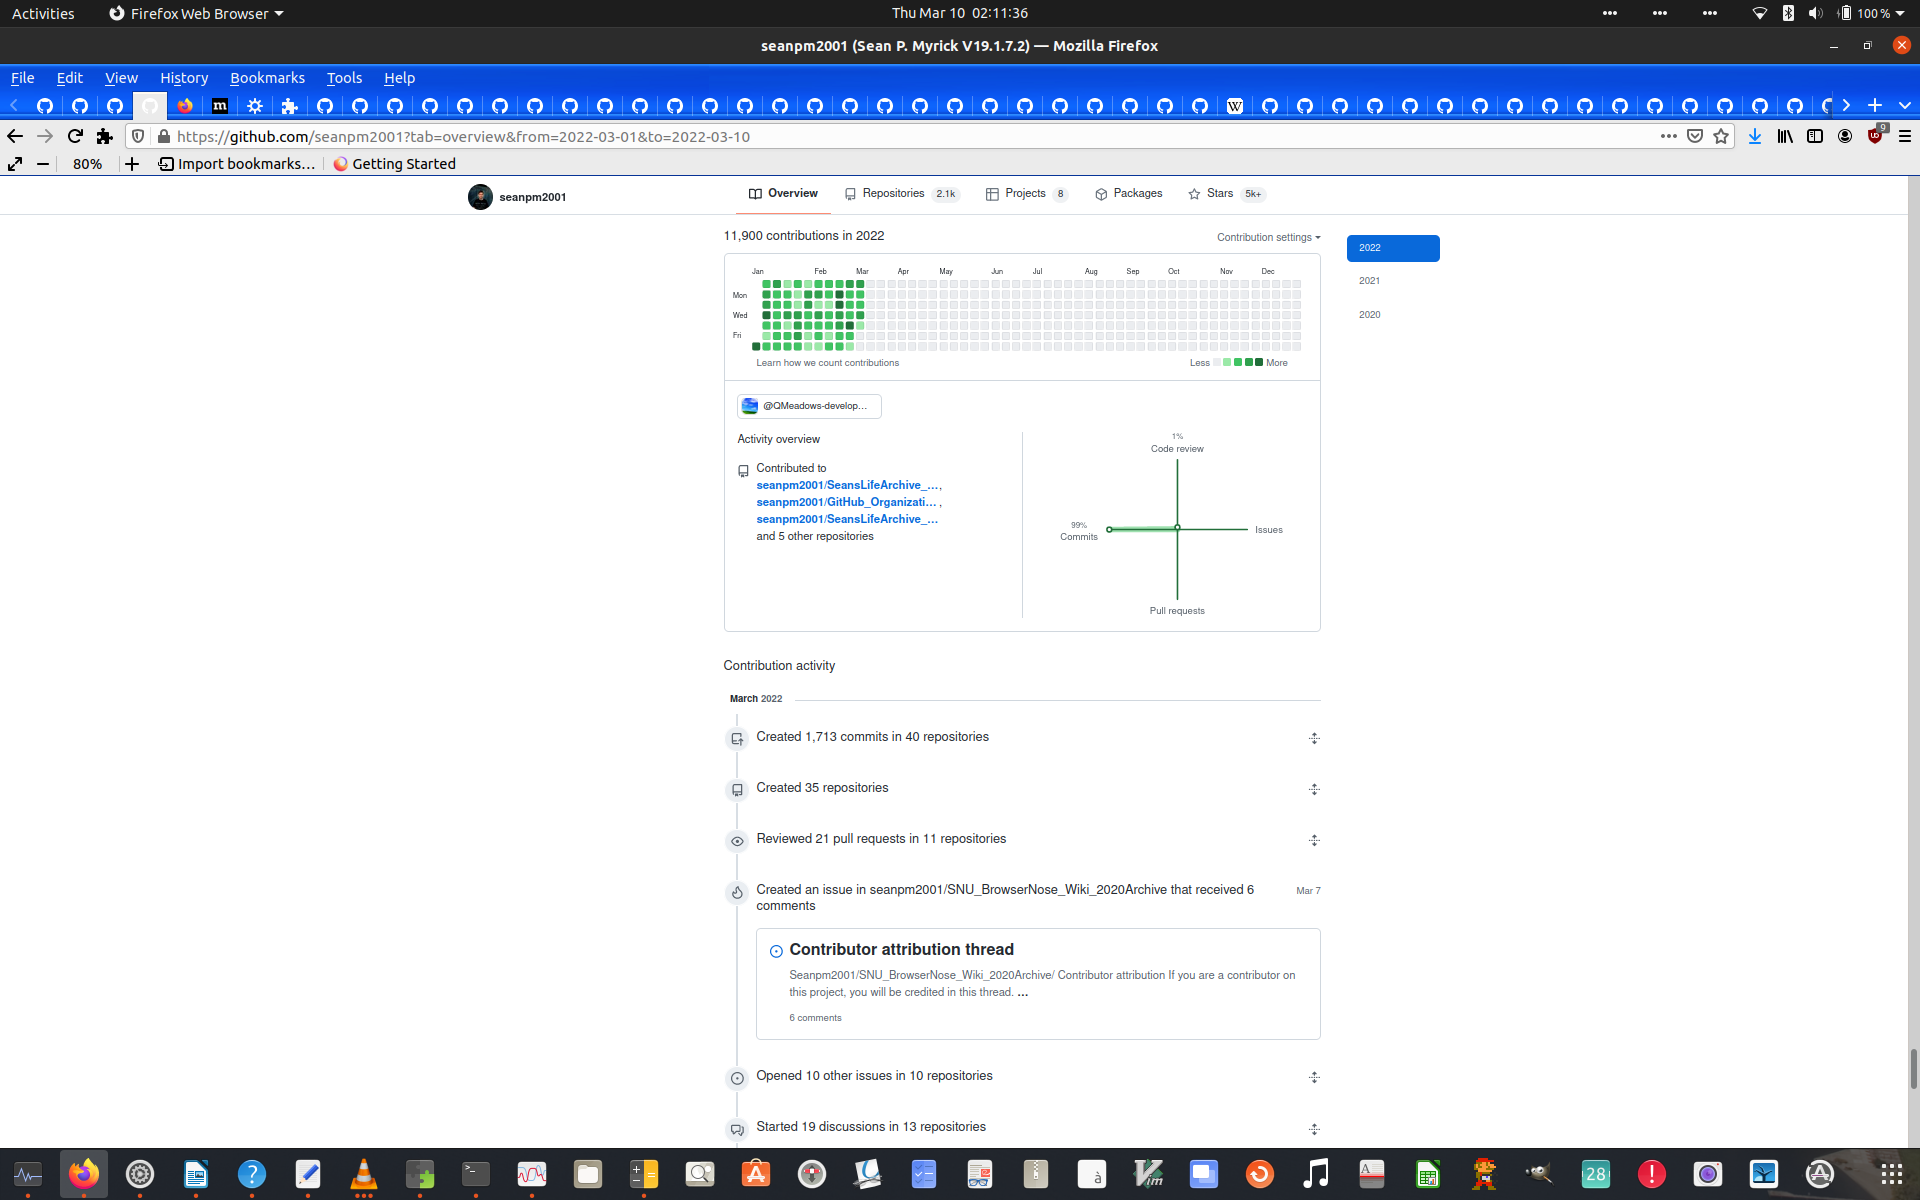 Activities
Firefox Web Browser
Thu Mar 10 02:11:36
100 %
seanpm2001 (Sean P. Myrick V19.1.7.2) — Mozilla Firefox
File Edit View History Bookmarks Tools Help
https://github.com/seanpm2001?tab=overview&from=2022-03-01&to=2022-03-10
9
80%
Import bookmarks...
Getting Started
seanpm2001
Overview
Repositories 2.1k
Projects 8
Packages
Stars 5k+
11,900 contributions in 2022
Contribution settings
2022
2021
2020
Jan Feb Mar Apr May Jun Jul Aug Sep Oct Nov Dec
Mon
Wed
Fri
Learn how we count contributions
Less More
@QMeadows-develop...
Activity overview
Contributed to
seanpm2001/SeansLifeArchive_...,
seanpm2001/GitHub_Organizati...,
seanpm2001/SeansLifeArchive_...
and 5 other repositories
1%
Code review
99%
Commits
Issues
Pull requests
Contribution activity
March 2022
Created 1,713 commits in 40 repositories
Created 35 repositories
Reviewed 21 pull requests in 11 repositories
Created an issue in seanpm2001/SNU_BrowserNose_Wiki_2020Archive that received 6
comments
Mar 7
Contributor attribution thread
Seanpm2001/SNU_BrowserNose_Wiki_2020Archive/ Contributor attribution If you are a contributor on
this project, you will be credited in this thread. ...
6 comments
Opened 10 other issues in 10 repositories
Started 19 discussions in 13 repositories
28